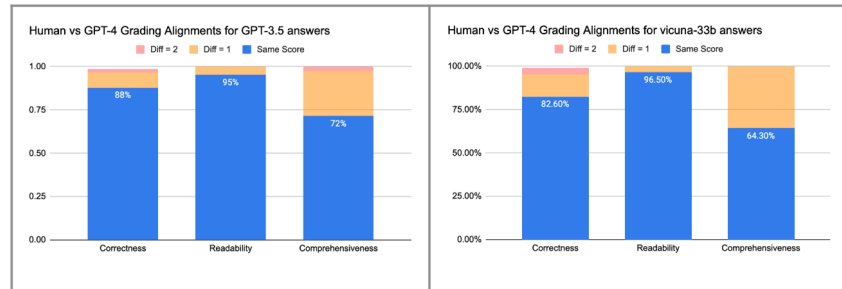 Human vs GPT-4 Grading Alignments for GPT-3.5 answers
Diff = 2 Diff = 1 Same Score
1.00
0.75
0.50
0.25
0.00
88%
95%
72%
Correctness Readability Comprehensiveness
Human vs GPT-4 Grading Alignments for vicuna-33b answers
Diff = 2 Diff = 1 Same Score
100.00%
75.00%
50.00%
25.00%
0.00%
82.60%
96.50%
64.30%
Correctness Readability Comprehensiveness